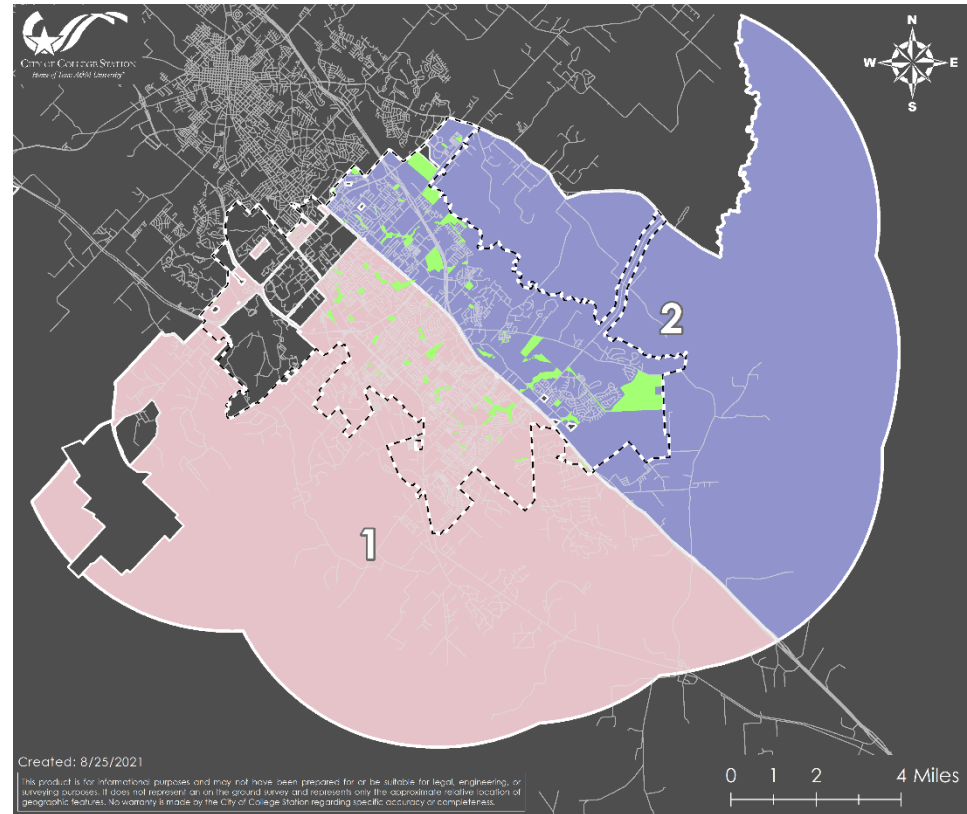 CITY OF COLLEGE STATION
Home of Texas A&M University®
N
W E
S
2
1
Created: 8/25/2021
This product is for informational purposes and may not have been prepared for or be suitable for legal, engineering, or
surveying purposes. It does not represent an on the ground survey and represents only the approximate relative location of
geographic features. No warranty is made by the City of College Station regarding specific accuracy or completeness.
0 1 2 4 Miles